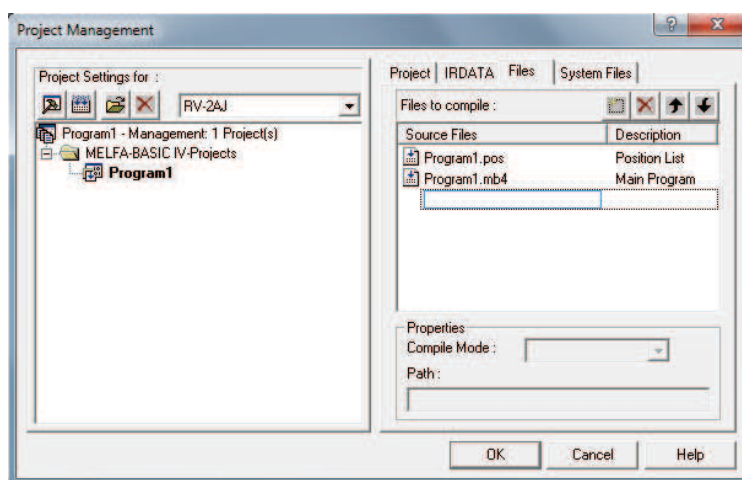 Project Management
Project Settings for :
RV-2AJ
Program1 - Management: 1 Project(s)
MELFA-BASIC IV-Projects
Program1
Project
IRDATA
Files
System Files
Files to compile :
Source Files
Description
Program1.pos
Position List
Program1.mb4
Main Program
Properties
Compile Mode :
Path :
OK
Cancel
Help